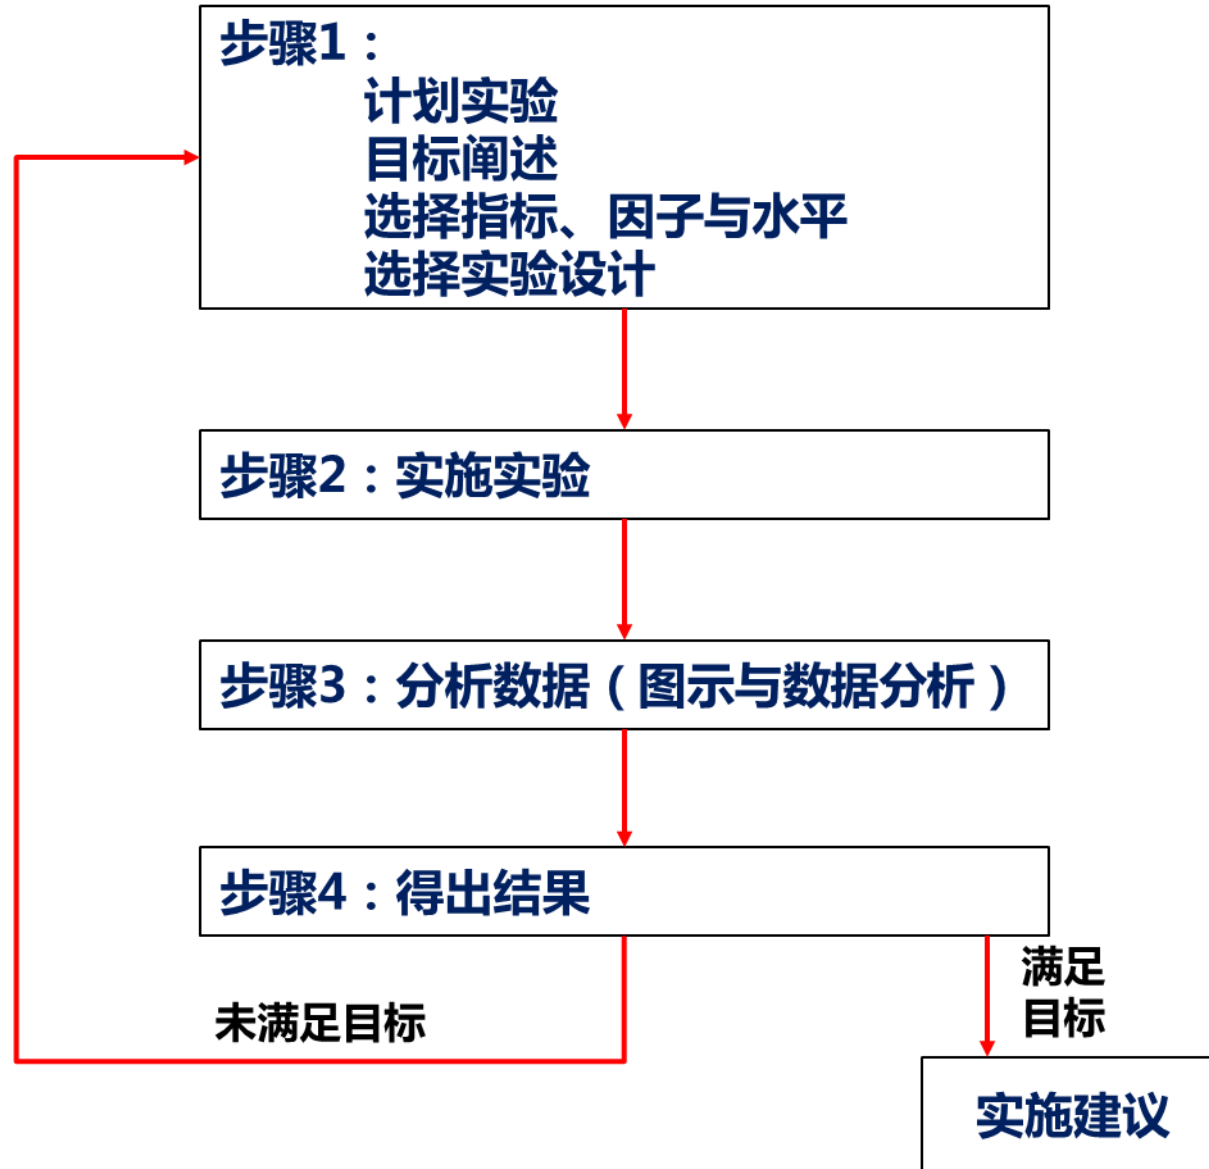 步骤1：
计划实验
目标阐述
选择指标、因子与水平
选择实验设计
步骤2：实施实验
步骤3：分析数据（图示与数据分析）
步骤4：得出结果
未满足目标
满足
目标
实施建议